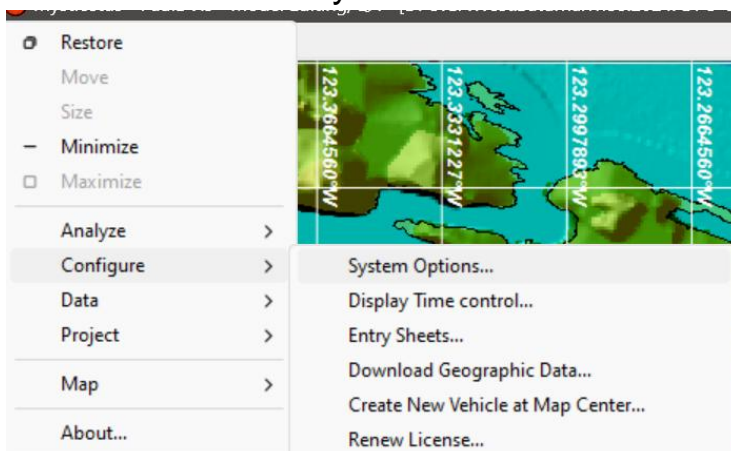 Restore
Move
Size
Minimize
Maximize
Analyze
Configure
Data
Project
Map
About...
System Options...
Display Time control...
Entry Sheets...
Download Geographic Data...
Create New Vehicle at Map Center...
Renew License...
123.3664560°W
123.3331227°W
123.2997893°W
123.2664560°W